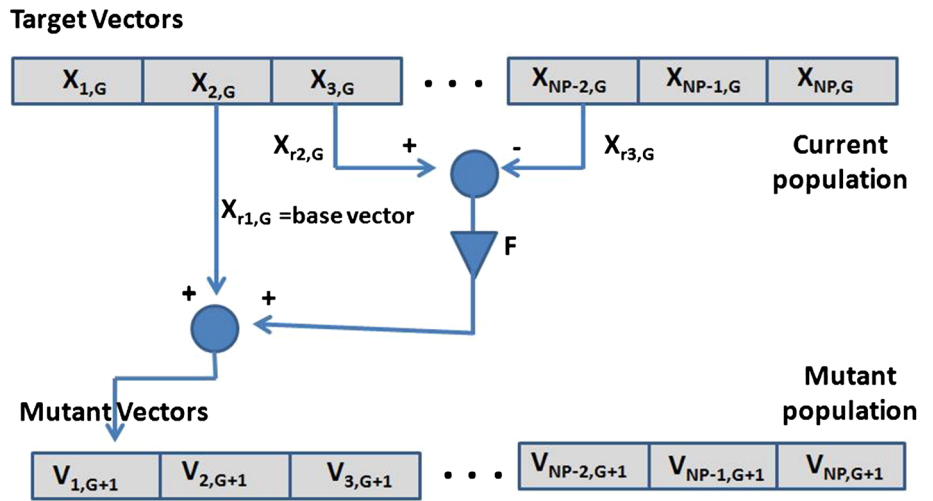 Target Vectors
X1,G X2,G X3,G . . . XNP-2,G XNP-1,G XNP,G
Xr2,G + - Xr3,G
Current
population
Xr1,G =base vector
F
+ +
Mutant
population
Mutant Vectors
V1,G+1 V2,G+1 V3,G+1 . . . VNP-2,G+1 VNP-1,G+1 VNP,G+1